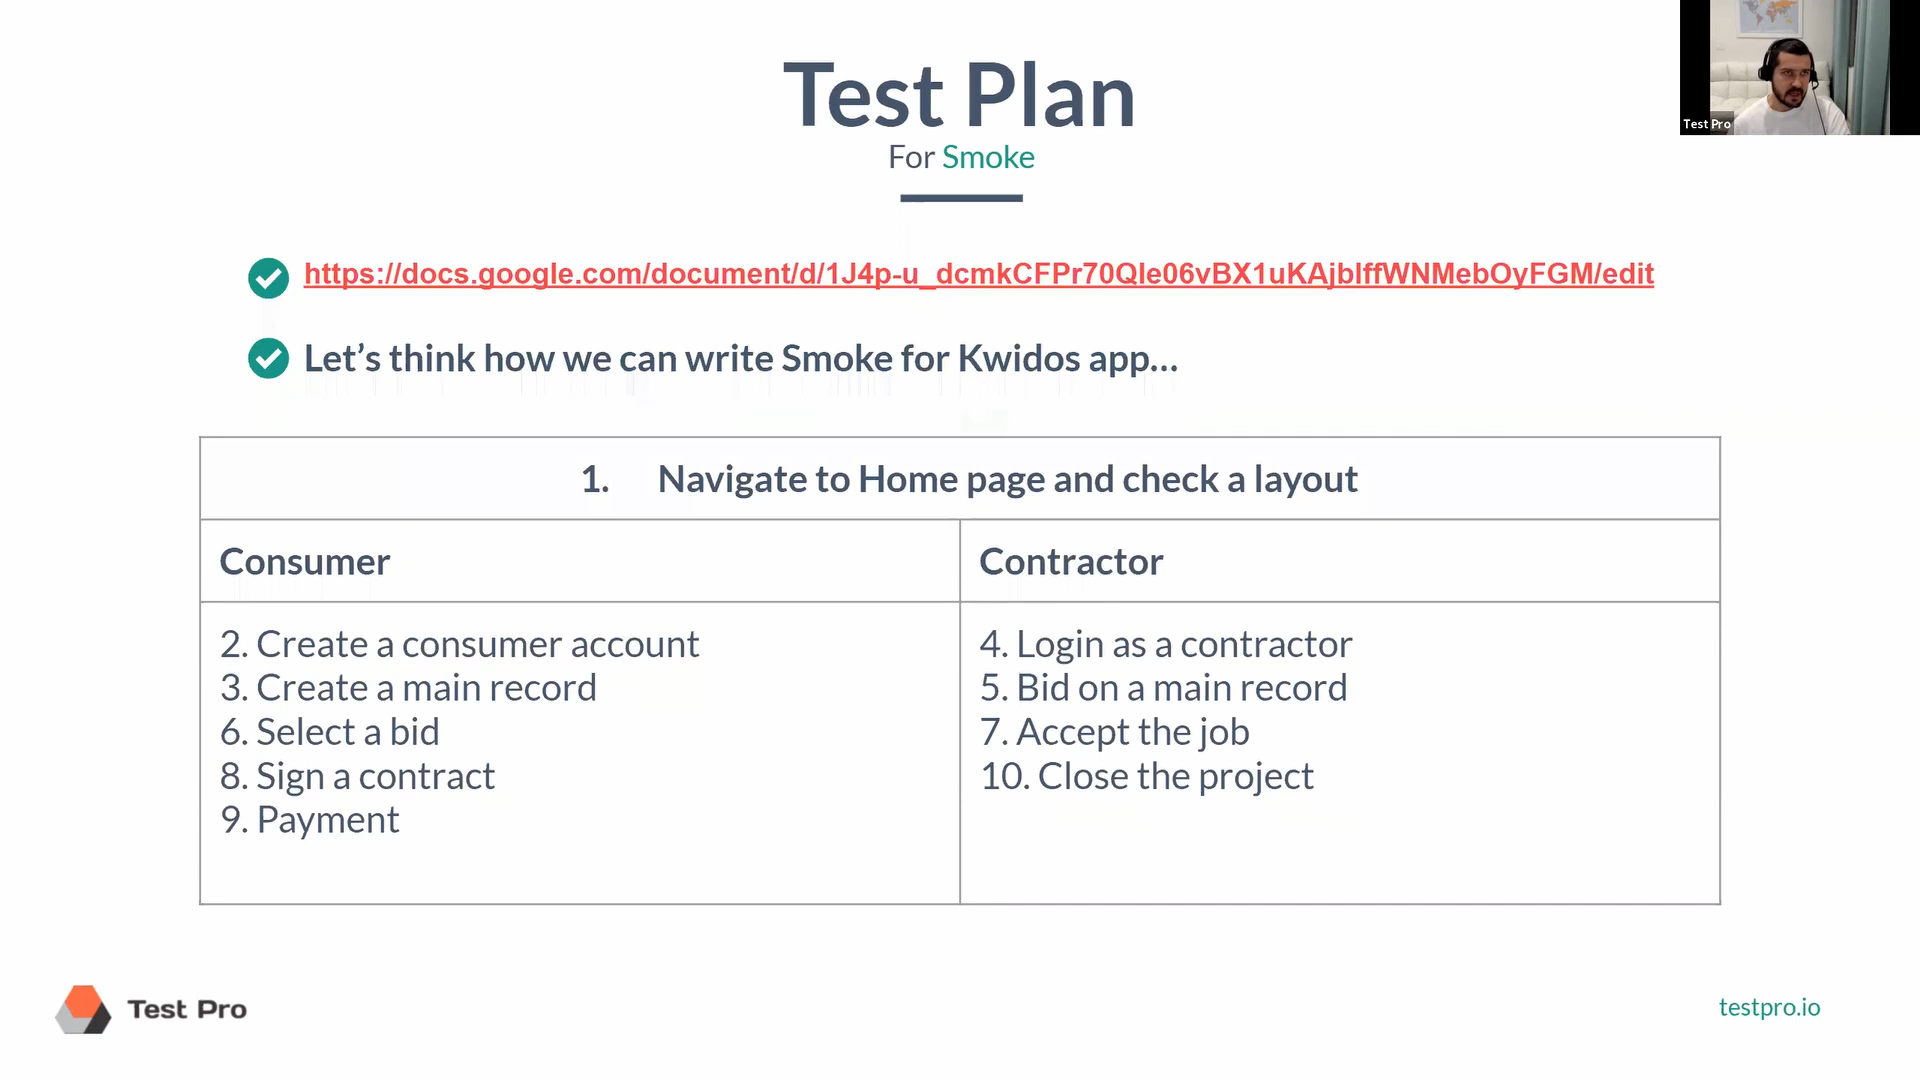 Test Plan
For Smoke
Test Pro
https://docs.google.com/document/d/1J4p-u_dcmkCFPr70Qle06vBX1uKAjblffWNMebOyFGM/edit
Let’s think how we can write Smoke for Kwidos app...
1. Navigate to Home page and check a layout
Consumer
Contractor
2. Create a consumer account
3. Create a main record
6. Select a bid
8. Sign a contract
9. Payment
4. Login as a contractor
5. Bid on a main record
7. Accept the job
10. Close the project
Test Pro
testpro.io